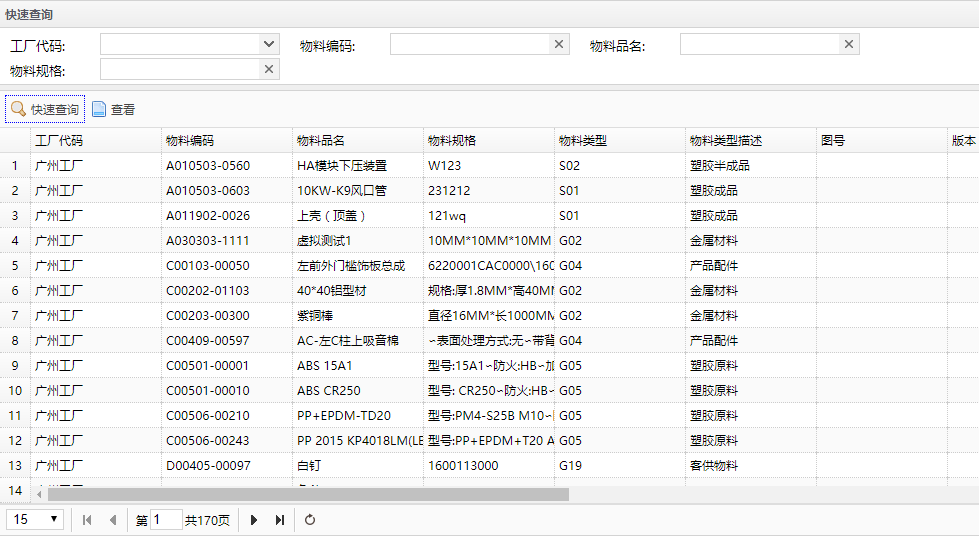 快速查询
工厂代码: 物料编码: 物料品名:
物料规格:
快速查询 查看
工厂代码 物料编码 物料品名 物料规格 物料类型 物料类型描述 图号 版本
1 广州工厂 A010503-0560 HA模块下压装置 W123 S02 塑胶半成品
2 广州工厂 A010503-0603 10KW-K9风口管 231212 S01 塑胶成品
3 广州工厂 A011902-0026 上壳（顶盖） 121wq S01 塑胶成品
4 广州工厂 A030303-1111 虚拟测试1 10MM*10MM*10MM G02 金属材料
5 广州工厂 C00103-00050 左前外门槛饰板总成 6220001CAC0000\160 G04 产品配件
6 广州工厂 C00202-01103 40*40铝型材 规格:厚1.8MM*高40MM G02 金属材料
7 广州工厂 C00203-00300 紫铜棒 直径16MM*长1000MM G02 金属材料
8 广州工厂 C00409-00597 AC-左C柱上吸音棉 ~表面处理方式:无~带背 G04 产品配件
9 广州工厂 C00501-00001 ABS 15A1 型号:15A1~防火:HB~加 G05 塑胶原料
10 广州工厂 C00501-00010 ABS CR250 型号: CR250~防火:HB~ G05 塑胶原料
11 广州工厂 C00506-00210 PP+EPDM-TD20 型号:PM4-S25B M10~ G05 塑胶原料
12 广州工厂 C00506-00243 PP 2015 KP4018LM(LE 型号:PP+EPDM+T20 A G05 塑胶原料
13 广州工厂 D00405-00097 白钉 1600113000 G19 客供物料
14
15 第 1 共170页